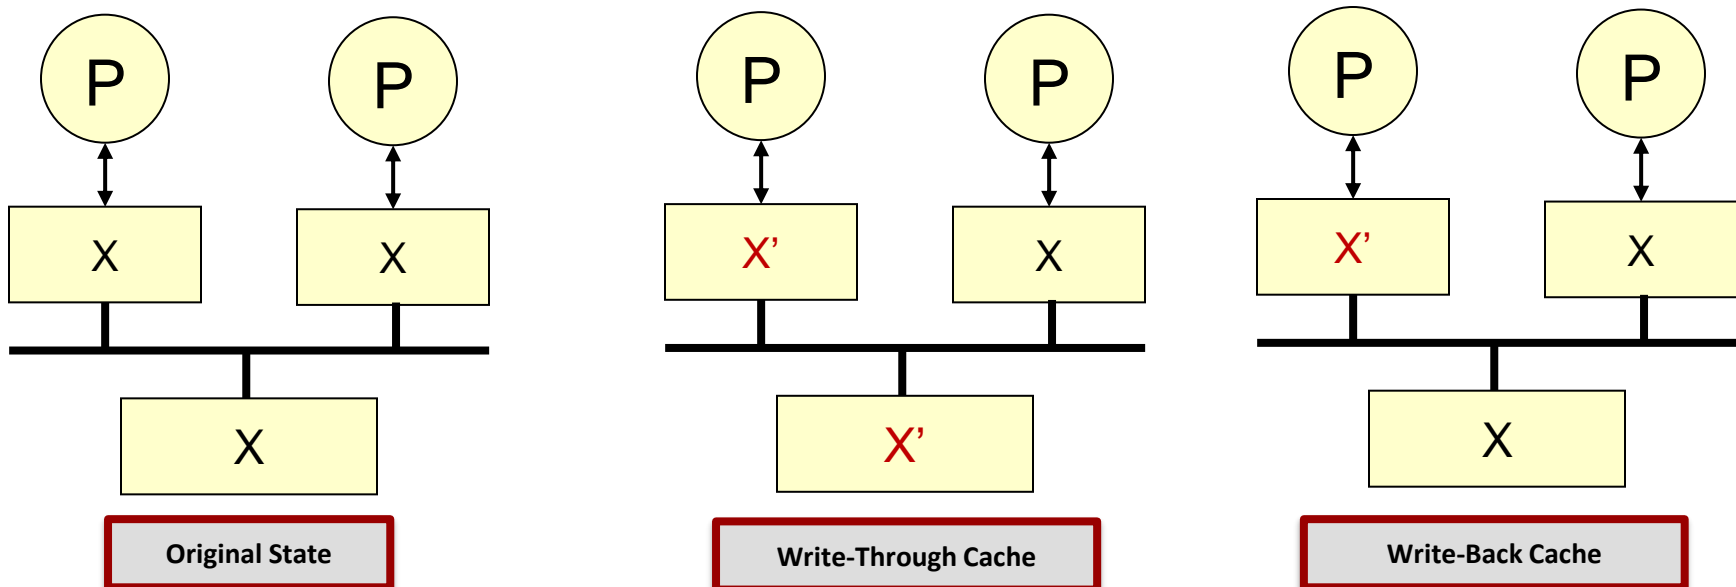 P P P P P P
X X X’ X X’ X
X X’ X
Original State Write-Through Cache Write-Back Cache